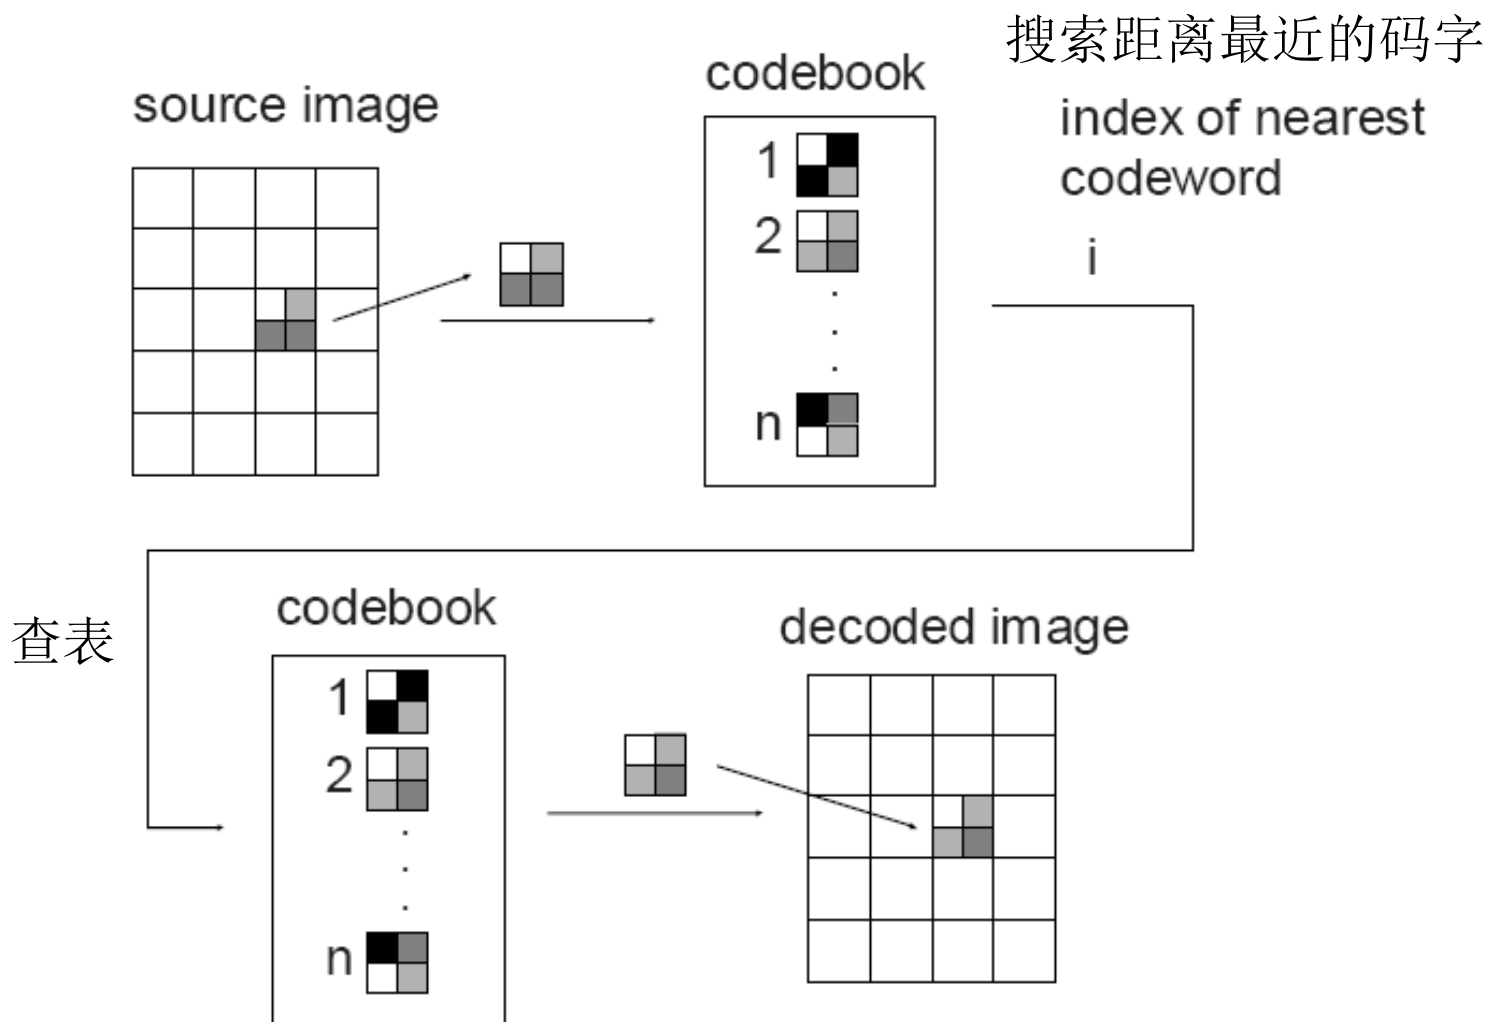 搜索距离最近的码字
codebook
source image
index of nearest
codeword
1
2
i
n
codebook
decoded image
查表
1
2
n